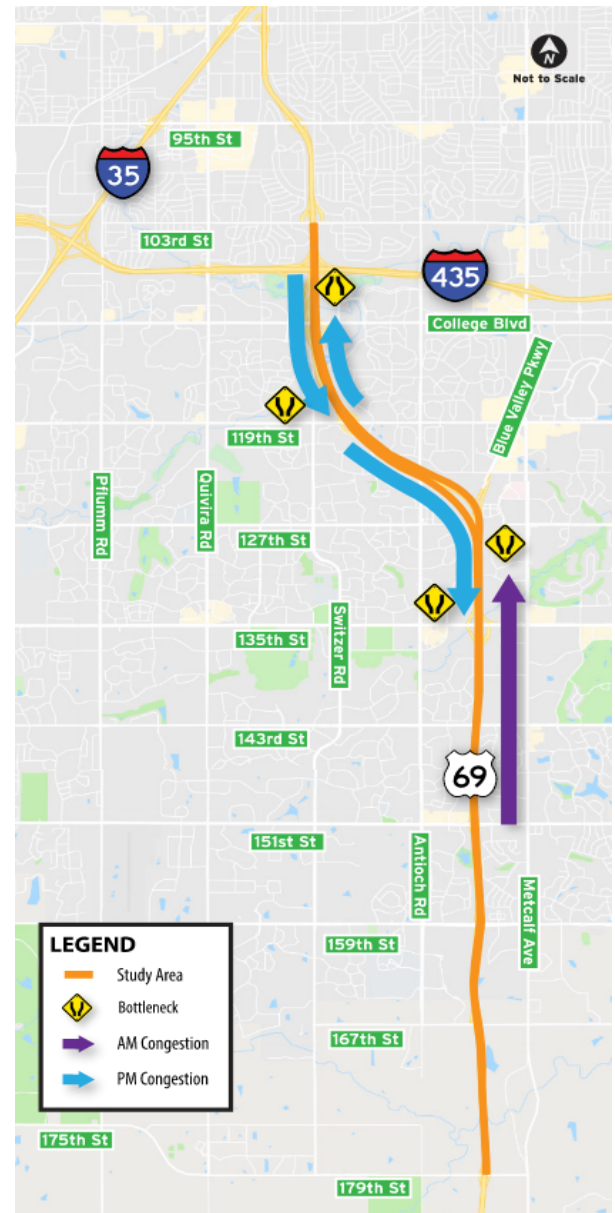 N
Not to Scale
95th St
35
103rd St
435
College Blvd
Blue Valley Pkwy
119th St
Pflumm Rd
Quivira Rd
127th St
Switzer Rd
135th St
143rd St
69
151st St
Antioch Rd
Metcalf Ave
159th St
LEGEND
Study Area
Bottleneck
AM Congestion
PM Congestion
167th St
175th St
179th St